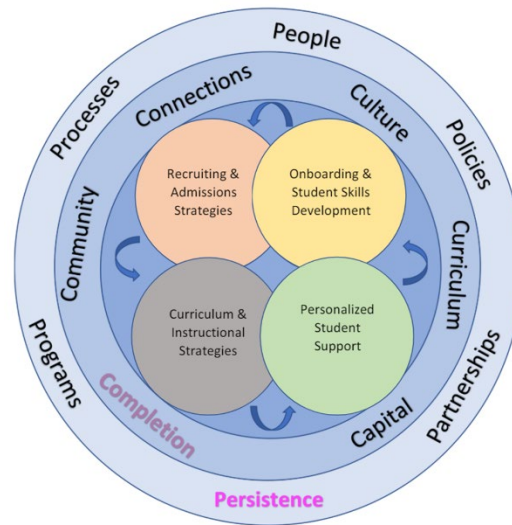 People
Processes
Policies
Connections
Culture
Recruiting &
Admissions
Strategies
Onboarding &
Student Skills
Development
Community
Curriculum
Curriculum &
Instructional
Strategies
Personalized
Student
Support
Programs
Partnerships
Completion
Capital
Persistence